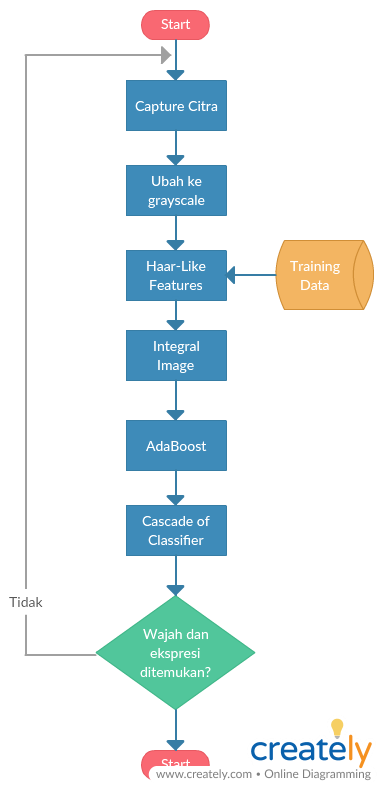 Start
Capture Citra
Ubah ke
grayscale
Haar-Like
Features
Training
Data
Integral
Image
AdaBoost
Cascade of
Classifier
Tidak
Wajah dan
ekspresi
ditemukan?
Start
creately
www.creately.com • Online Diagramming